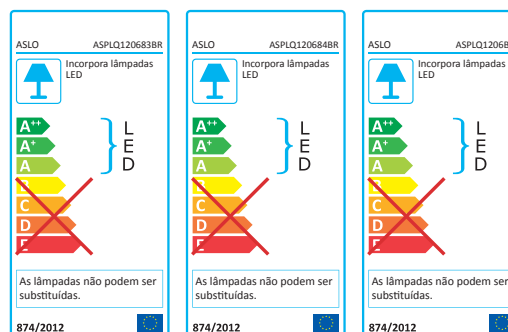 ASLO ASPLQ120683BR
Incorpora lâmpadas
LED
A++
A+
A
C
D
L
E
D
As lâmpadas não podem ser
substituídas.
874/2012
ASLO ASPLQ120684BR
Incorpora lâmpadas
LED
A++
A+
A
C
D
L
E
D
As lâmpadas não podem ser
substituídas.
874/2012
ASLO
Incorpora lâmpadas
LED
A++
A+
A
C
D
L
E
D
As lâmpadas não podem ser
substituídas.
874/2012